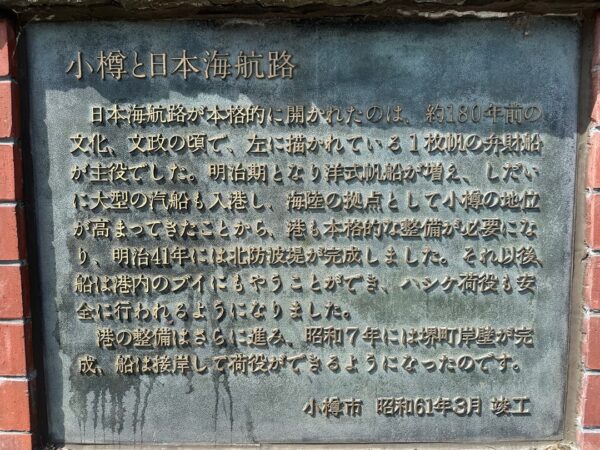 小樽と日本海航路
日本海航路が本格的に開かれたのは、約180年前の
文化、文政の頃で、左に描かれている1枚帆の弁財船
が主役でした。明治期となり洋式帆船が増え、しだい
に大型の汽船も入港し、海陸の拠点として小樽の地位
が高まってきたことから、港も本格的な整備が必要にな
り、明治41年には北防波堤が完成しました。それ以後、
船は港内のブイにもやうことができ、ハシケ荷役も安
全に行われるようになりました。
港の整備はさらに進み、昭和7年には堺町岸壁が完
成、船は接岸して荷役ができるようになったのです。
小樽市 昭和61年3月 竣工